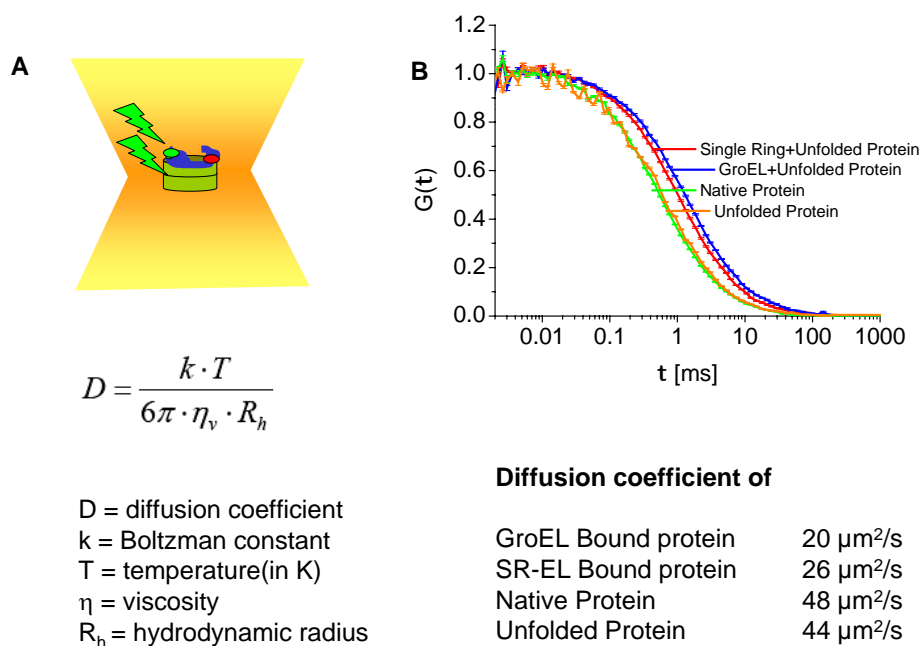 A
D = k · T / 6π · ηv · Rh
D = diffusion coefficient
k = Boltzman constant
T = temperature(in K)
η = viscosity
Rh = hydrodynamic radius
B
1.2
1.0
0.8
0.6
0.4
0.2
0.0
G(t)
Single Ring+Unfolded Protein
GroEL+Unfolded Protein
Native Protein
Unfolded Protein
0.01 0.1 1 10 100 1000
t [ms]
Diffusion coefficient of
GroEL Bound protein 20 µm²/s
SR-EL Bound protein 26 µm²/s
Native Protein 48 µm²/s
Unfolded Protein 44 µm²/s